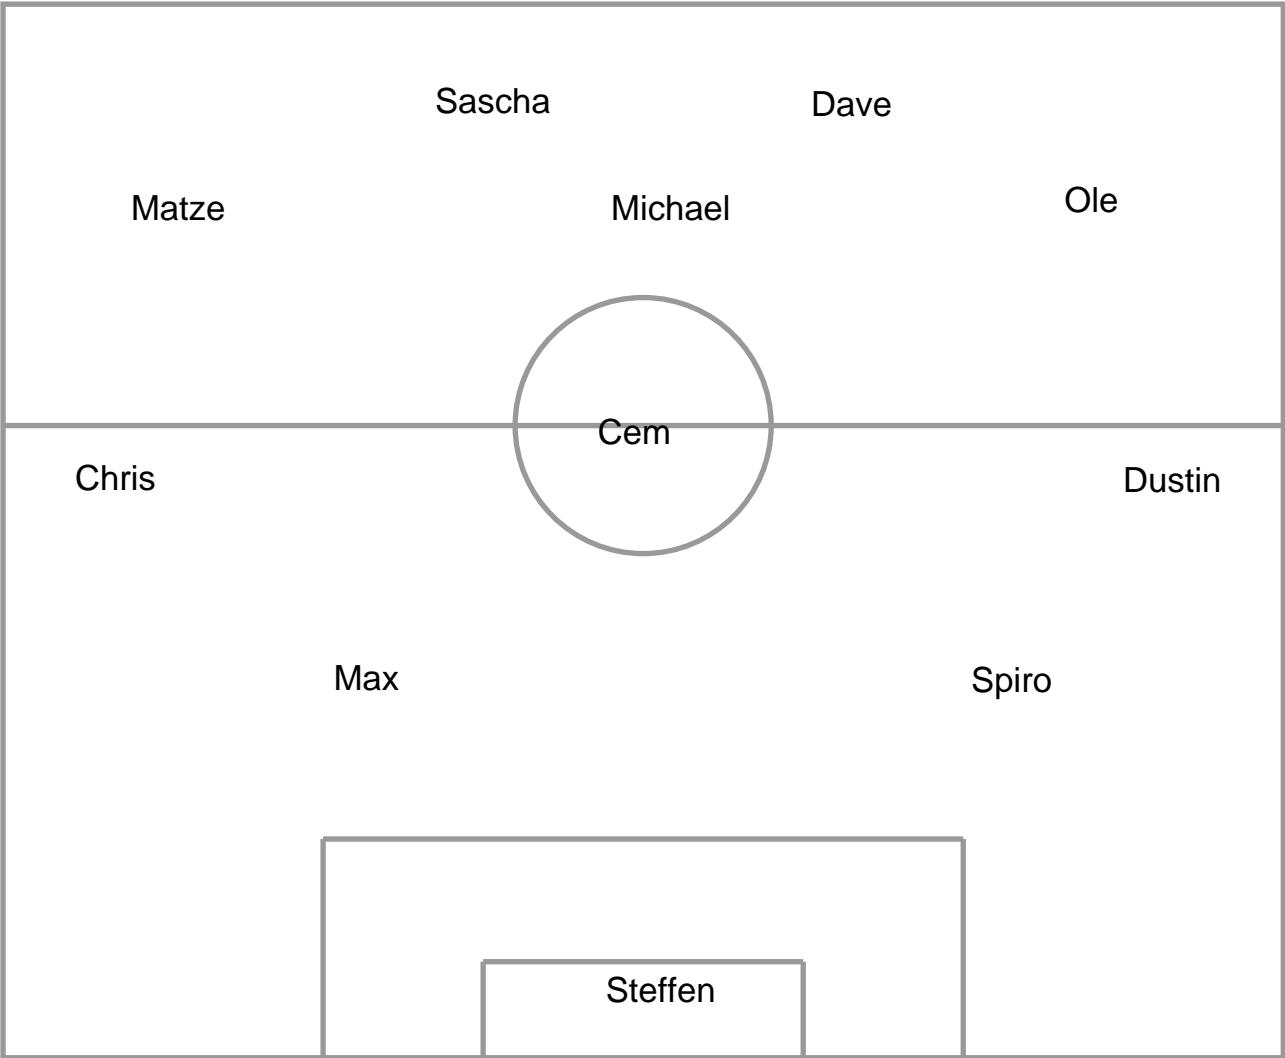 Sascha
Dave
Matze
Michael
Ole
Cem
Chris
Dustin
Max
Spiro
Steffen